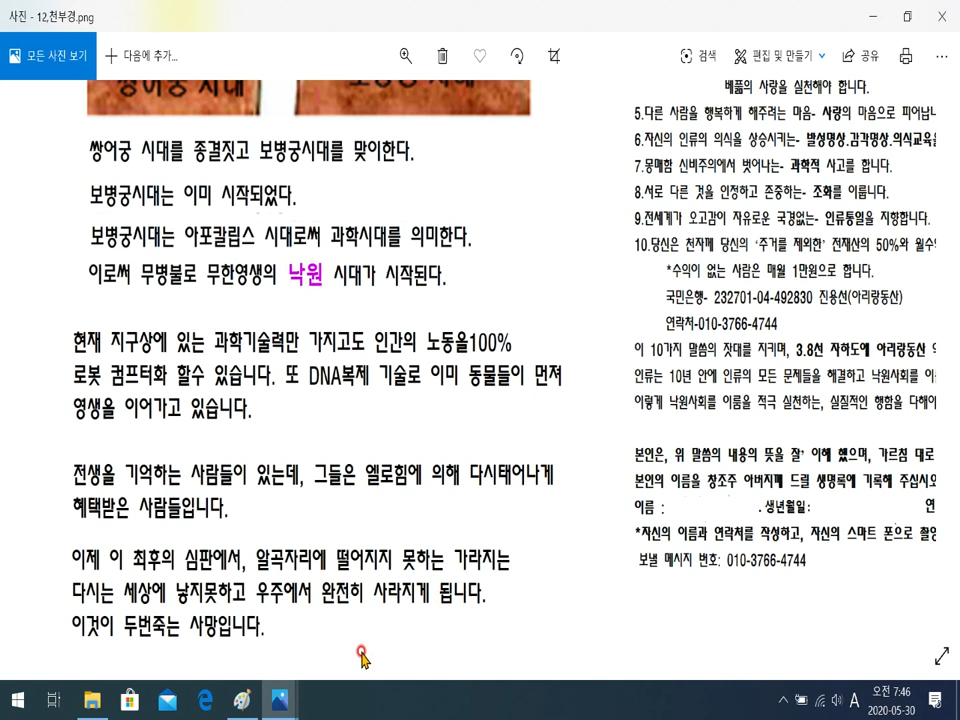 사진 - 12,천부경.png
모든 사진 보기
다음에 추가...
검색
편집 및 만들기
공유
쌍어궁 시대
보병궁 시대
쌍어궁 시대를 종결짓고 보병궁시대를 맞이한다.
보병궁시대는 이미 시작되었다.
보병궁시대는 아포칼립스 시대로써 과학시대를 의미한다.
이로써 무병불로 무한영생의 낙원 시대가 시작된다.
현재 지구상에 있는 과학기술력만 가지고도 인간의 노동을100%
로봇 컴프터화 할수 있습니다. 또 DNA복제 기술로 이미 동물들이 먼져
영생을 이어가고 있습니다.
전생을 기억하는 사람들이 있는데, 그들은 엘로힘에 의해 다시태어나게
혜택받은 사람들입니다.
이제 이 최후의 심판에서, 알곡자리에 떨어지지 못하는 가라지는
다시는 세상에 낳지못하고 우주에서 완전히 사라지게 됩니다.
이것이 두번죽는 사망입니다.
베풂의 사랑을 실천해야 합니다.
5.다른 사람을 행복하게 해주려는 마음- 사랑의 마음으로 피어납니
6.자신의 인류의 의식을 상승시키는- 발성명상.감각명상.의식교육을
7.몽매함 신비주의에서 벗어나는- 과학적 사고를 합니다.
8.서로 다른 것을 인정하고 존중하는- 조화를 이룹니다.
9.전세계가 오고감이 자유로운 국경없는- 인류통일을 지향합니다.
10.당신은 천자께 당신의 '주거를 제외한' 전재산의 50%와 월수
*수익이 없는 사람은 매월 1만원으로 합니다.
국민은행- 232701-04-492830 진용선(아리랑동산)
연락처-010-3766-4744
이 10가지 말씀의 잣대를 지키며, 3.8선 자하도에 아리랑동산
인류는 10년 안에 인류의 모든 문제들을 해결하고 낙원사회를 이
이렇게 낙원사회를 이룸을 적극 실천하는, 실질적인 행함을 다해야
본인은, 위 말씀의 내용의 뜻을 잘' 이해 했으며, 가르침 대로
본인의 이름을 창조주 아버지께 드릴 생명록에 기록해 주십시오
이름 : . 생년월일: 연
*자신의 이름과 연락처를 작성하고, 자신의 스마트 폰으로 촬영
보낼 메시지 번호: 010-3766-4744
A
오전 7:46
2020-05-30